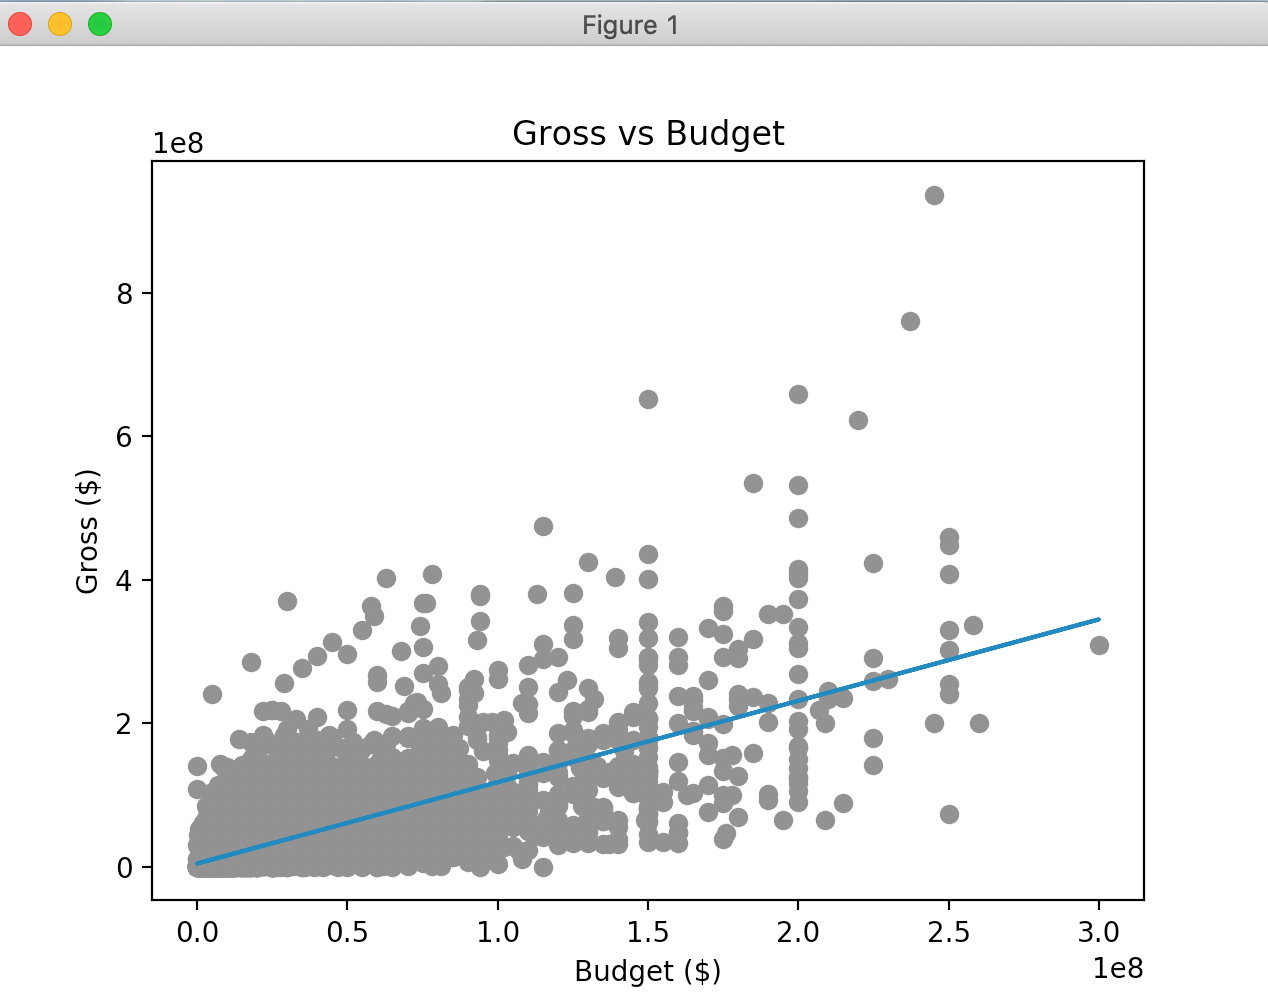 Figure 1
Gross vs Budget
1e8
8
6
4
2
0
Gross ($)
0.0 0.5 1.0 1.5 2.0 2.5 3.0
1e8
Budget ($)